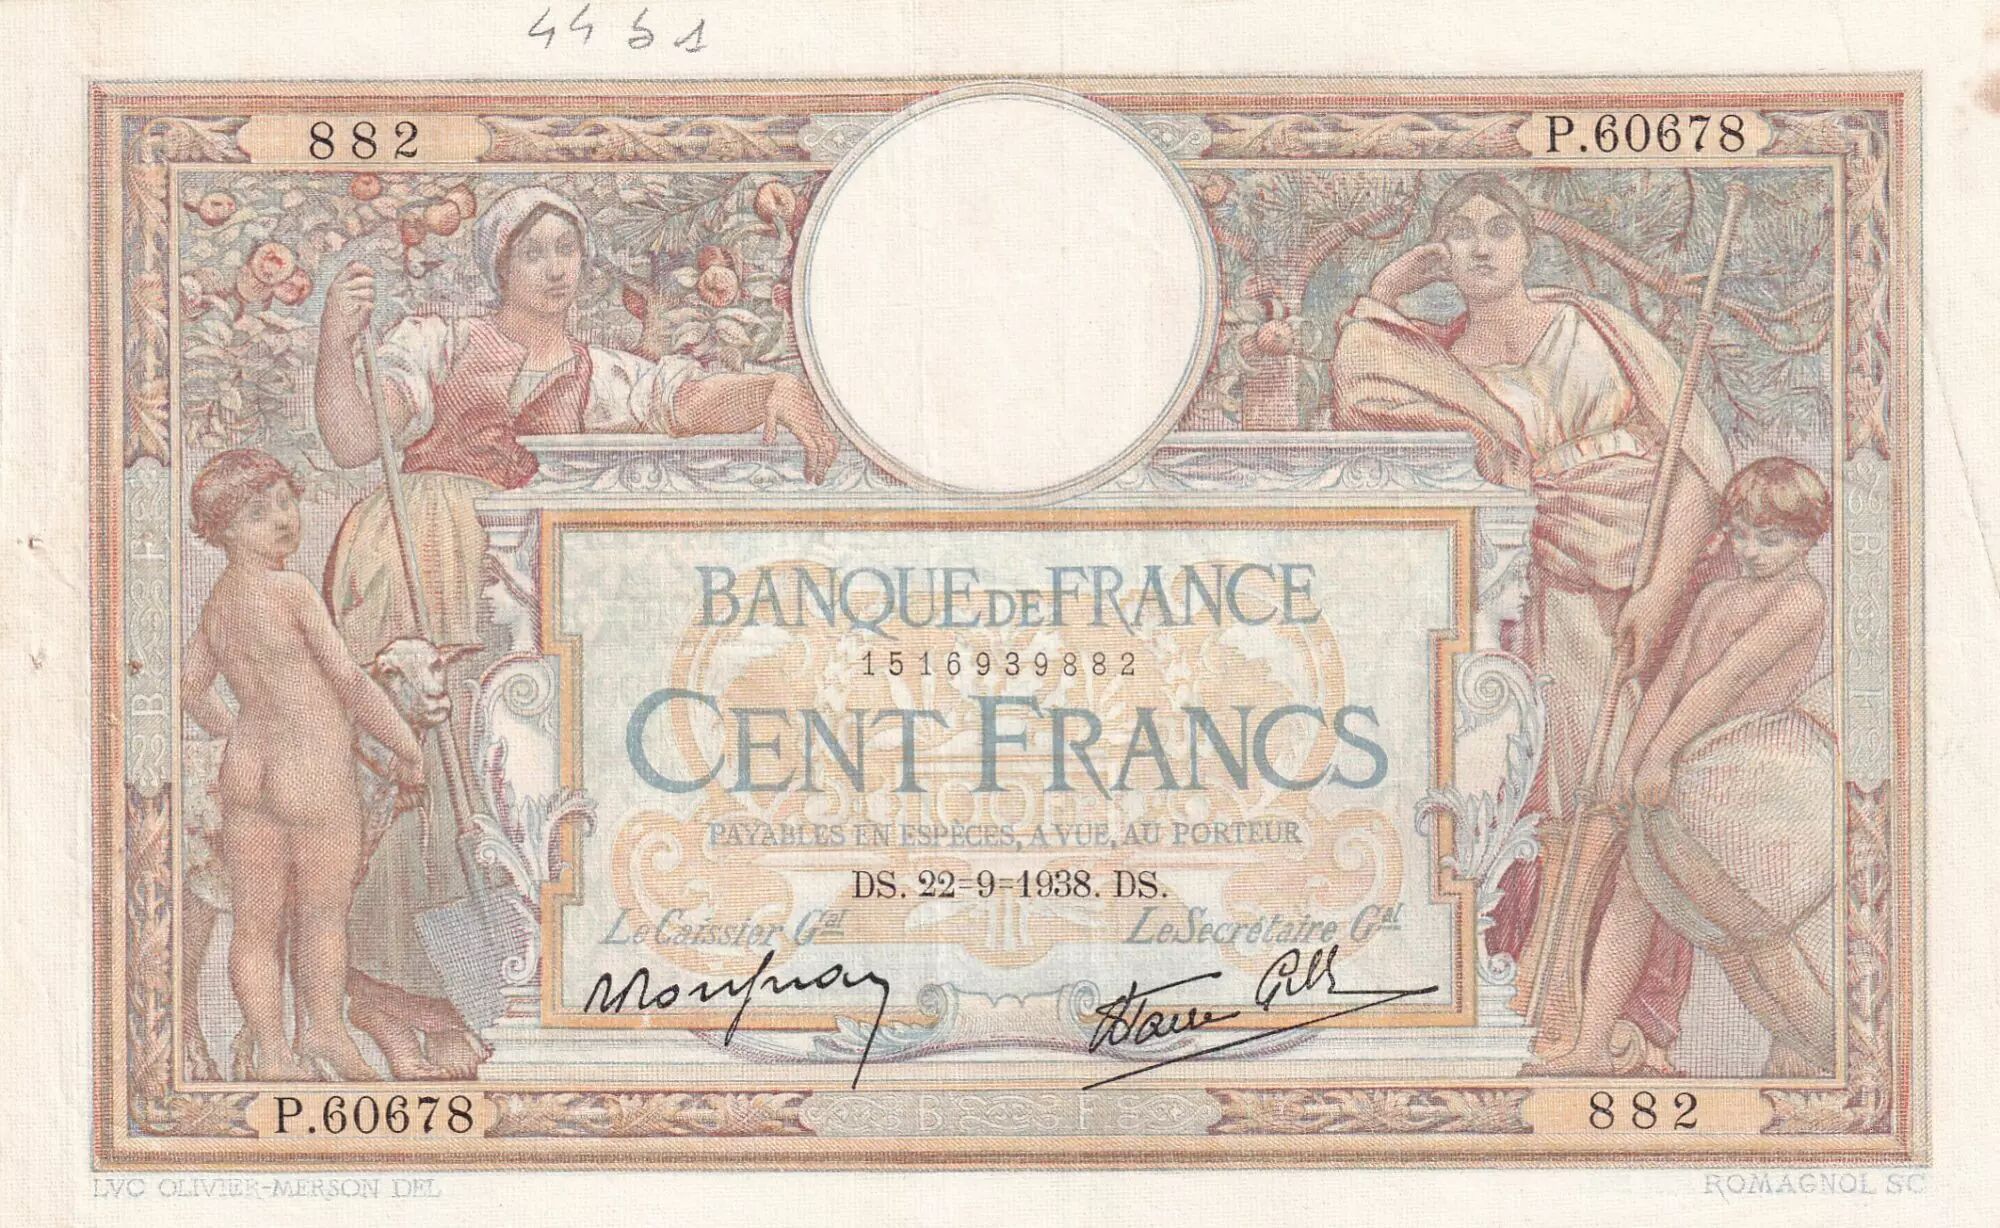 4461
882
P.60678
BANQUE DE FRANCE
1516939882
CENT FRANCS
PAYABLES EN ESPÈCES, A VUE, AU PORTEUR
DS. 22=9=1938. DS.
Le Caissier Gal
Le Secrétaire Gal
B F
B F
P.60678
B F
882
LVC OLIVIER-MERSON DEL
ROMAGNOL SC